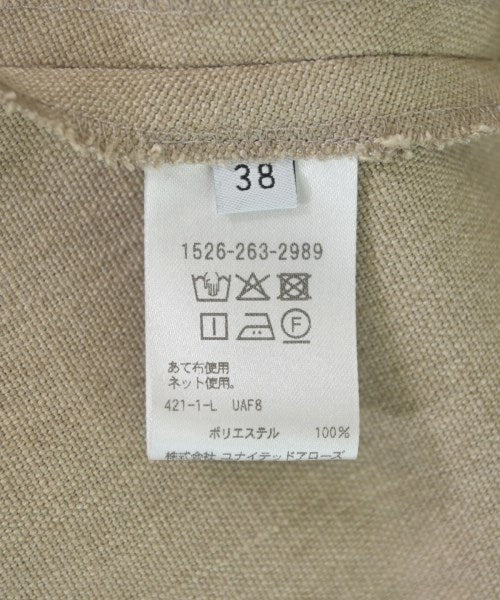 38
1526-263-2989
F
あて布使用
ネット使用。
421-1-L UAF8
ポリエステル 100%
株式会社 ユナイテッドアローズ